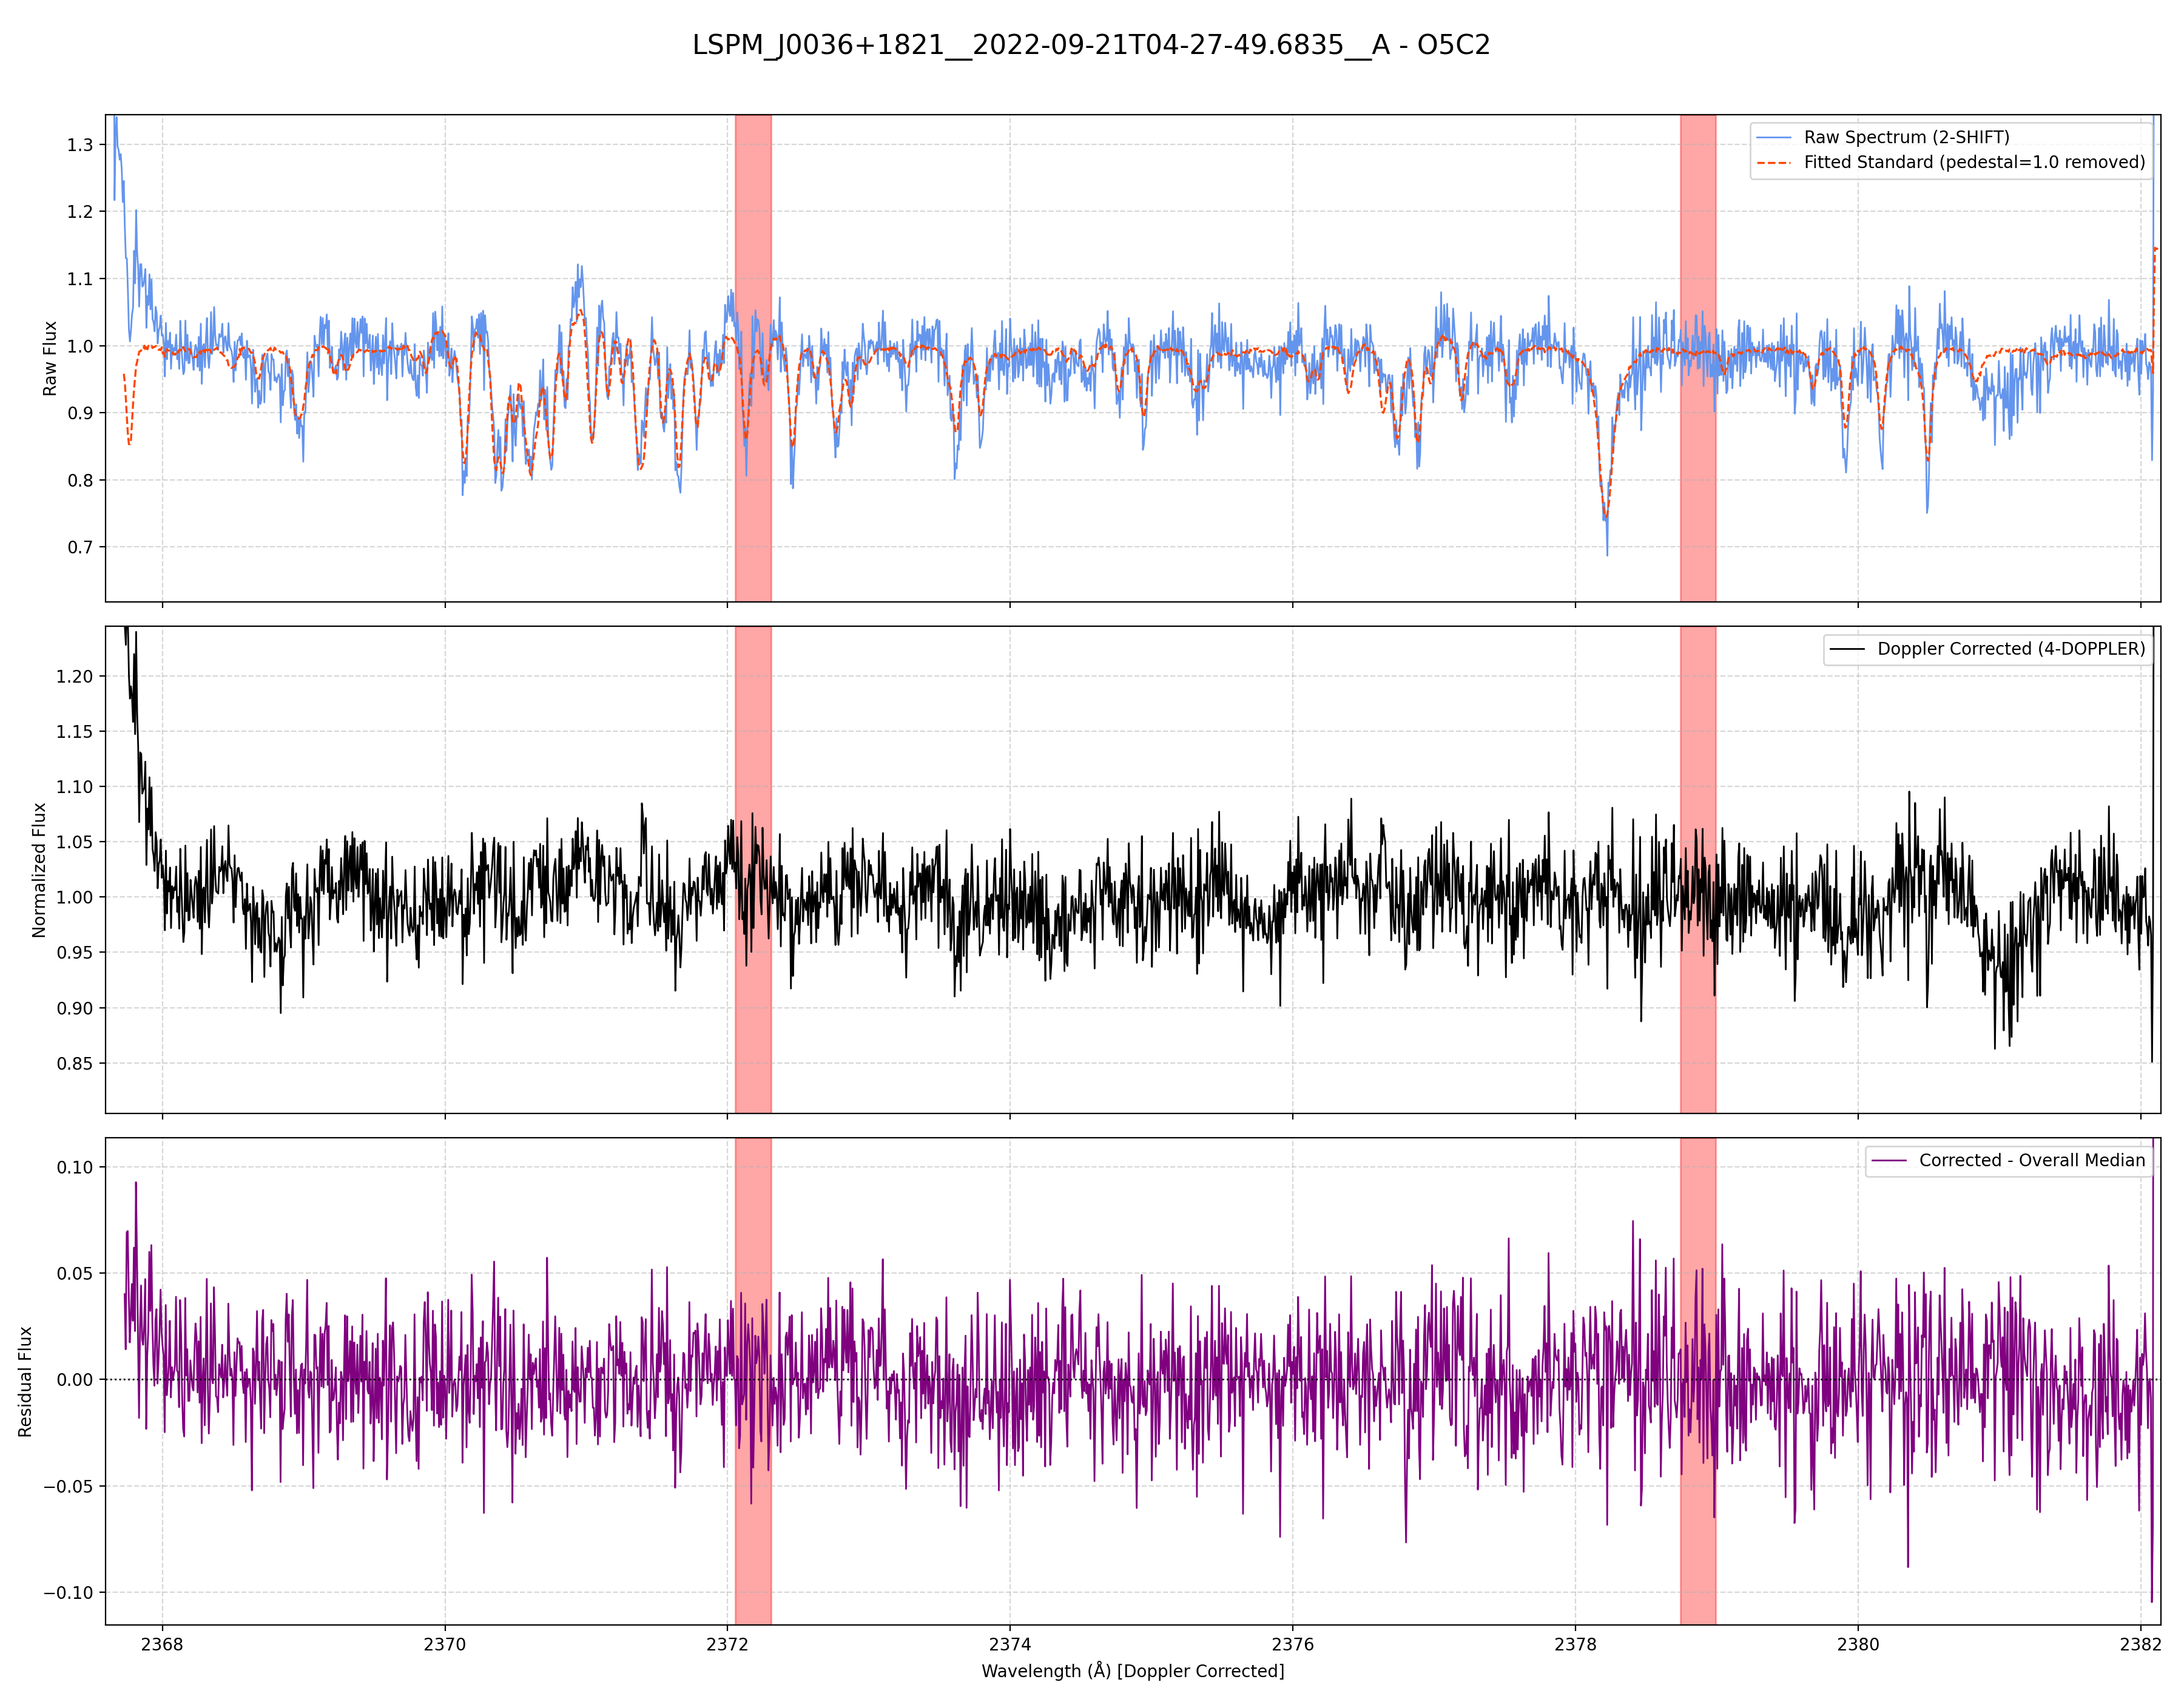 LSPM_J0036+1821__2022-09-21T04-27-49.6835__A - O5C2
Raw Flux
1.3
1.2
1.1
1.0
0.9
0.8
0.7
Raw Spectrum (2-SHIFT)
Fitted Standard (pedestal=1.0 removed)
Normalized Flux
1.20
1.15
1.10
1.05
1.00
0.95
0.90
0.85
Doppler Corrected (4-DOPPLER)
Residual Flux
0.10
0.05
0.00
−0.05
−0.10
Corrected - Overall Median
2368 2370 2372 2374 2376 2378 2380 2382
Wavelength (Å) [Doppler Corrected]